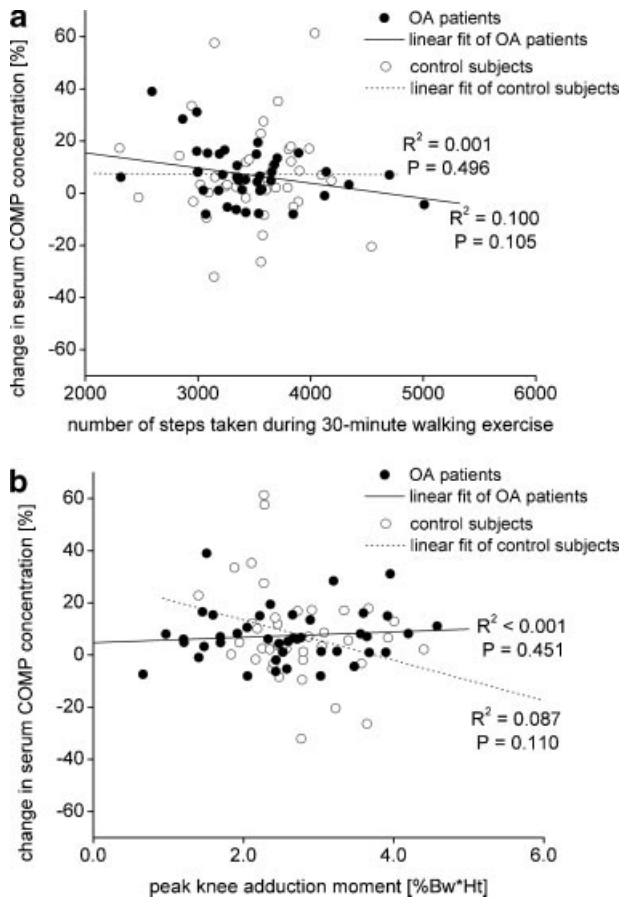 a
OA patients
linear fit of OA patients
control subjects
linear fit of control subjects
60
40
20
0
-20
-40
-60
change in serum COMP concentration [%]
R² = 0.001
P = 0.496
R² = 0.100
P = 0.105
2000 3000 4000 5000 6000
number of steps taken during 30-minute walking exercise
b
OA patients
linear fit of OA patients
control subjects
linear fit of control subjects
60
40
20
0
-20
-40
-60
change in serum COMP concentration [%]
R² < 0.001
P = 0.451
R² = 0.087
P = 0.110
0.0 2.0 4.0 6.0
peak knee adduction moment [%Bw*Ht]